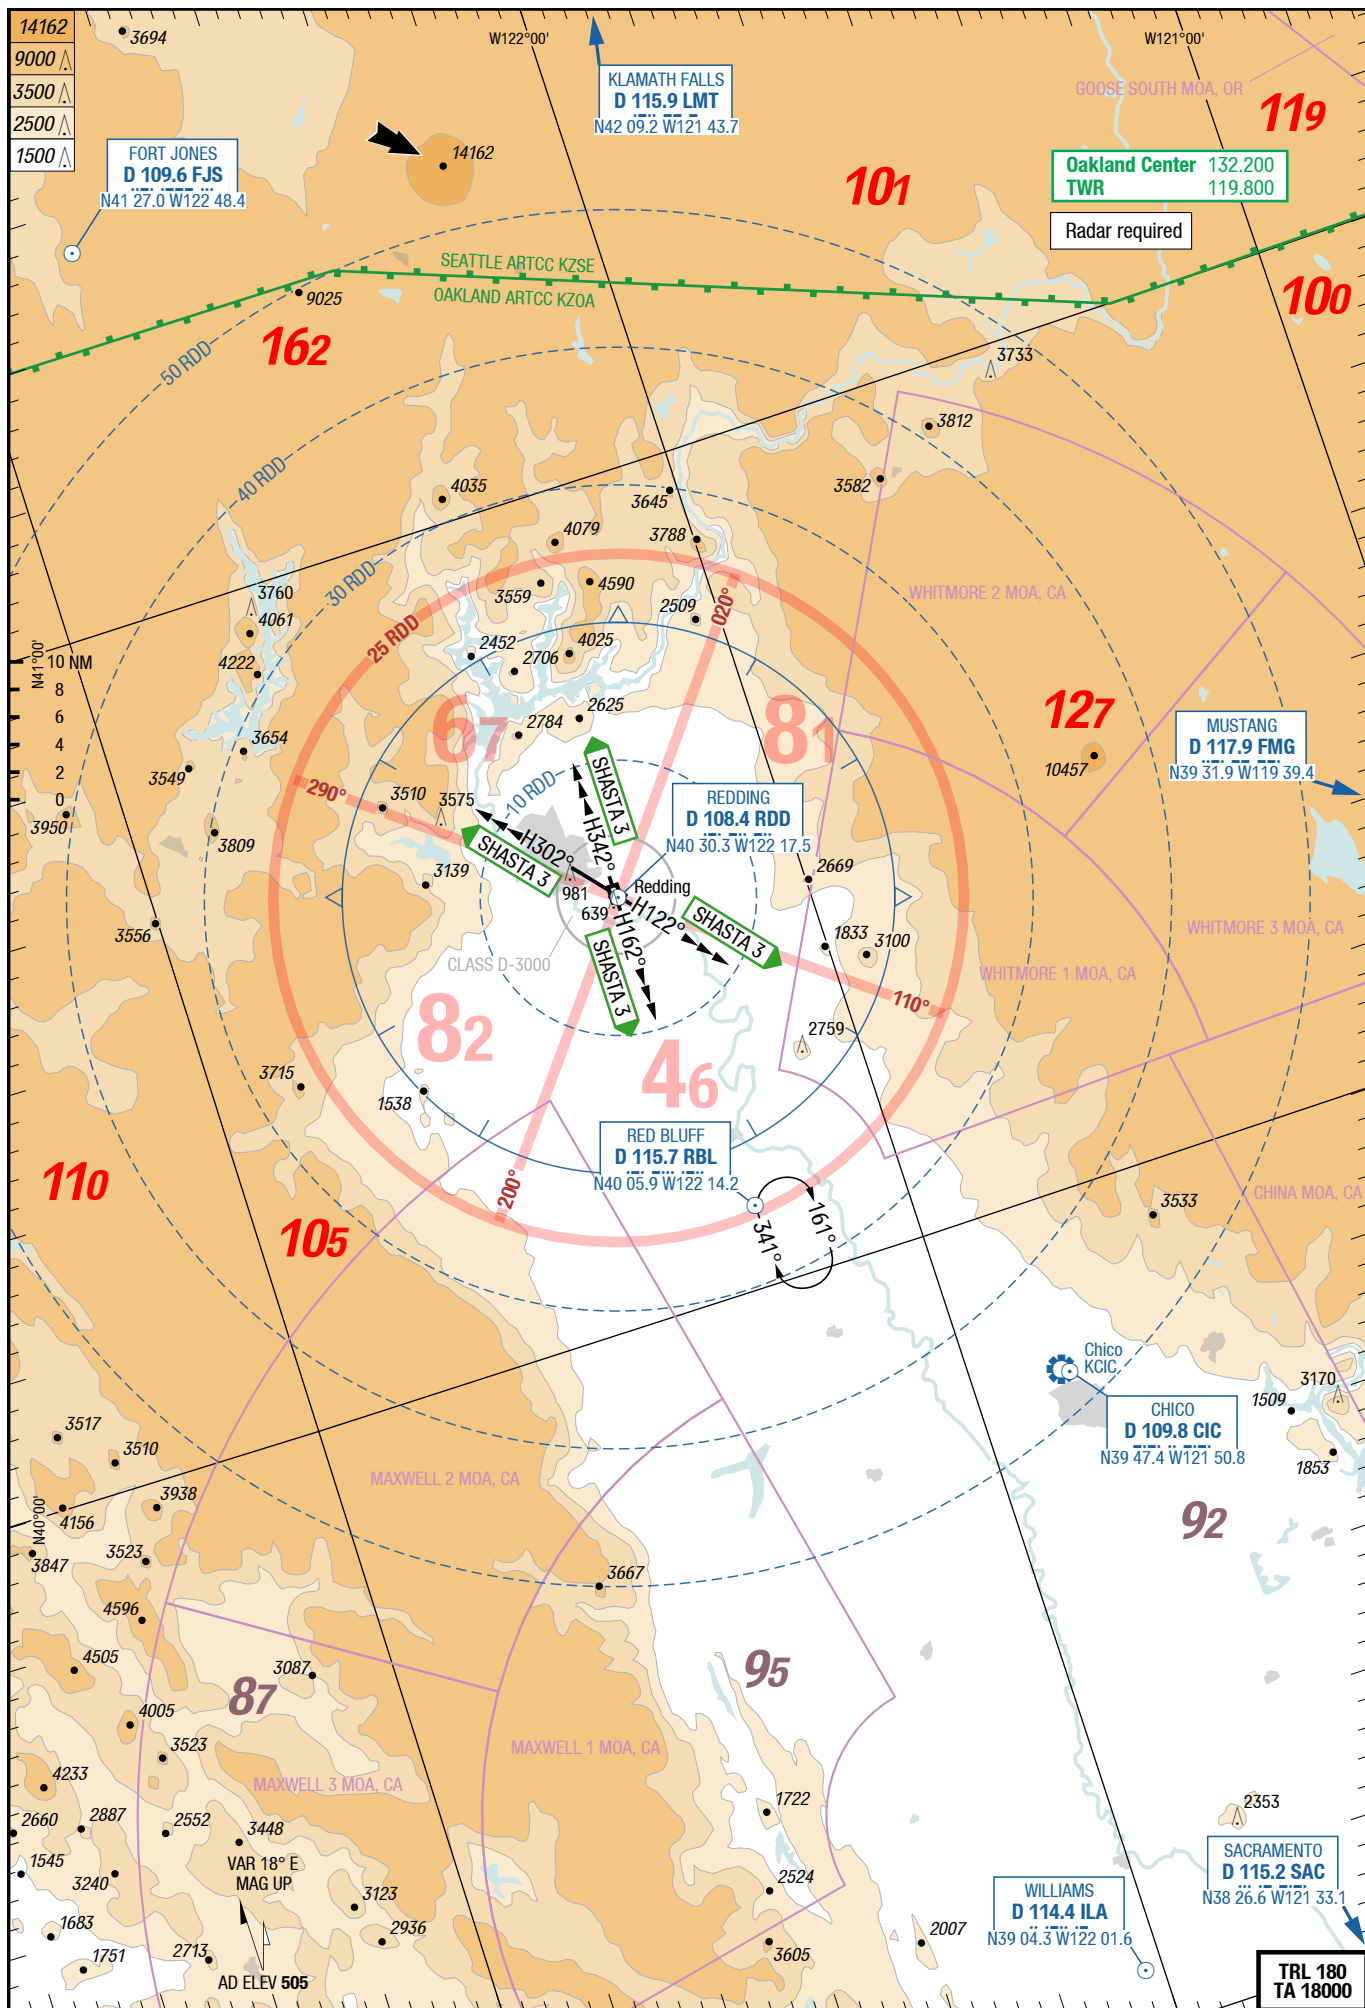 14162
9000
3500
2500
1500
3694
W122°00'
W121°00'
KLAMATH FALLS
D 115.9 LMT
N42 09.2 W121 43.7
GOOSE SOUTH MOA, OR
119
FORT JONES
D 109.6 FJS
N41 27.0 W122 48.4
14162
101
Oakland Center 132.200
TWR 119.800
Radar required
SEATTLE ARTCC KZSE
OAKLAND ARTCC KZOA
9025
100
162
50 RDD
3733
3812
40 RDD
4035
3645
3582
4079
3788
30 RDD
3559
4590
WHITMORE 2 MOA, CA
3760
4061
25 RDD
2509
020°
N41°00'
10 NM
8
6
4
2
0
4222
2452
2706
4025
67
81
127
2625
2784
3654
3549
10457
MUSTANG
D 117.9 FMG
N39 31.9 W119 39.4
290°
3510
3575
10 RDD
SHASTA 3
REDDING
D 108.4 RDD
N40 30.3 W122 17.5
3950
3809
H302°
H342°
SHASTA 3
2669
3139
981
Redding
639
H122°
SHASTA 3
3556
H162°
SHASTA 3
1833
3100
WHITMORE 3 MOA, CA
CLASS D-3000
WHITMORE 1 MOA, CA
110°
82
2759
46
3715
1538
RED BLUFF
D 115.7 RBL
N40 05.9 W122 14.2
110
200°
CHINA MOA, CA
105
161°
341°
3533
Chico
KCIC
3170
1509
CHICO
D 109.8 CIC
N39 47.4 W121 50.8
3517
3510
1853
MAXWELL 2 MOA, CA
N40°00'
3938
4156
92
3847
3523
3667
4596
4505
3087
95
87
4005
3523
MAXWELL 1 MOA, CA
4233
MAXWELL 3 MOA, CA
1722
2353
2660
2887
2552
3448
1545
3240
VAR 18° E
MAG UP
SACRAMENTO
D 115.2 SAC
N38 26.6 W121 33.1
2524
WILLIAMS
D 114.4 ILA
N39 04.3 W122 01.6
3123
1683
2936
2007
1751
2713
3605
AD ELEV 505
TRL 180
TA 18000